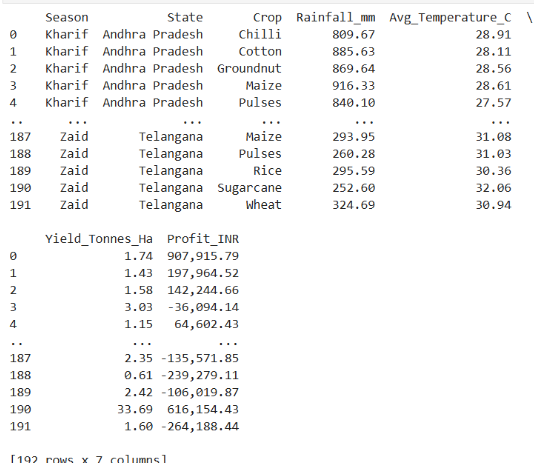 Season State Crop Rainfall_mm Avg_Temperature_C \
0 Kharif Andhra Pradesh Chilli 809.67 28.91
1 Kharif Andhra Pradesh Cotton 885.63 28.11
2 Kharif Andhra Pradesh Groundnut 869.64 28.56
3 Kharif Andhra Pradesh Maize 916.33 28.61
4 Kharif Andhra Pradesh Pulses 840.10 27.57
.. ... ... ... ... ...
187 Zaid Telangana Maize 293.95 31.08
188 Zaid Telangana Pulses 260.28 31.03
189 Zaid Telangana Rice 295.59 30.36
190 Zaid Telangana Sugarcane 252.60 32.06
191 Zaid Telangana Wheat 324.69 30.94
Yield_Tonnes_Ha Profit_INR
0 1.74 907,915.79
1 1.43 197,964.52
2 1.58 142,244.66
3 3.03 -36,094.14
4 1.15 64,602.43
.. ... ...
187 2.35 -135,571.85
188 0.61 -239,279.11
189 2.42 -106,019.87
190 33.69 616,154.43
191 1.60 -264,188.44
[192 rows x 7 columns]